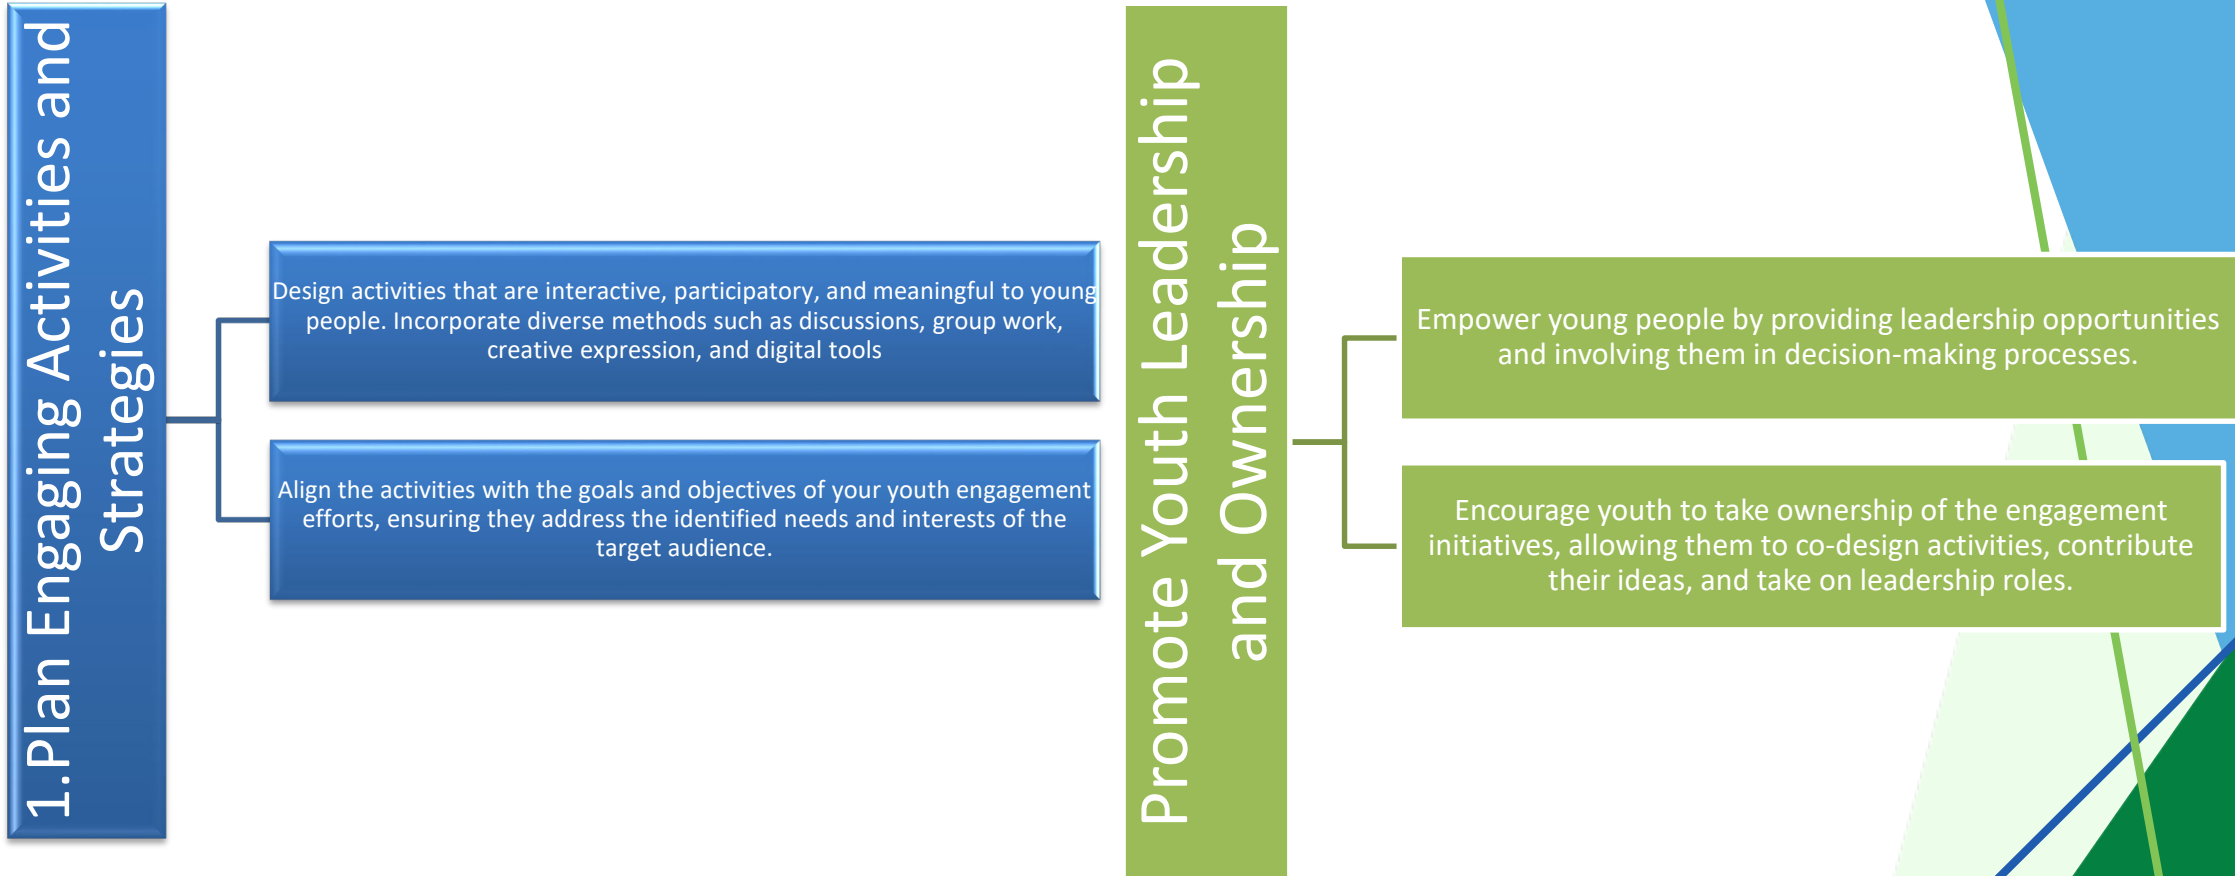 1.Plan Engaging Activities and
Strategies
Design activities that are interactive, participatory, and meaningful to young
people. Incorporate diverse methods such as discussions, group work,
creative expression, and digital tools
Align the activities with the goals and objectives of your youth engagement
efforts, ensuring they address the identified needs and interests of the
target audience.
Promote Youth Leadership
and Ownership
Empower young people by providing leadership opportunities
and involving them in decision-making processes.
Encourage youth to take ownership of the engagement
initiatives, allowing them to co-design activities, contribute
their ideas, and take on leadership roles.